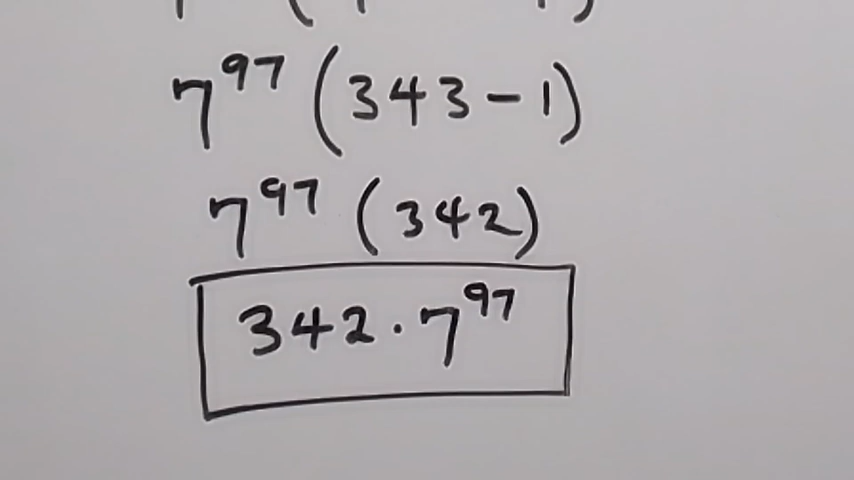 7⁹⁷ (343 - 1)
7⁹⁷ (342)
342 · 7⁹⁷